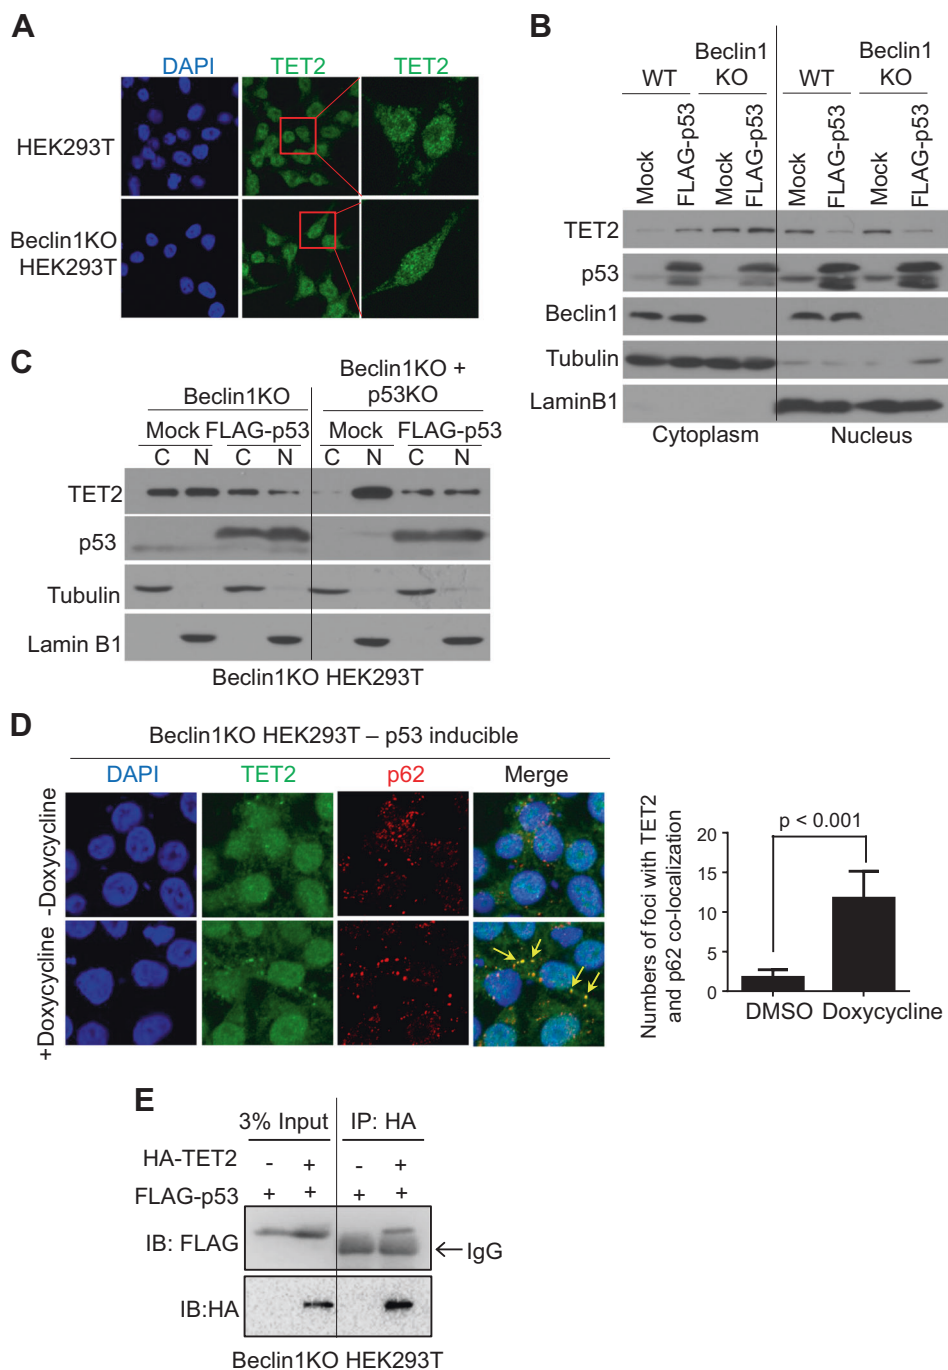 A
DAPI TET2 TET2
HEK293T
Beclin1KO
HEK293T
B
WT Beclin1 KO WT Beclin1 KO
Mock FLAG-p53 Mock FLAG-p53 Mock FLAG-p53 Mock FLAG-p53
TET2
p53
Beclin1
Tubulin
LaminB1
Cytoplasm Nucleus
C
Beclin1KO Beclin1KO + p53KO
Mock FLAG-p53 Mock FLAG-p53
C N C N C N C N
TET2
p53
Tubulin
Lamin B1
Beclin1KO HEK293T
D
Beclin1KO HEK293T – p53 inducible
DAPI TET2 p62 Merge
-Doxycycline
+Doxycycline
Numbers of foci with TET2
and p62 co-localization
p < 0.001
20
15
10
5
0
DMSO Doxycycline
E
3% Input IP: HA
HA-TET2 - + - +
FLAG-p53 + + + +
IB: FLAG
IgG
IB:HA
Beclin1KO HEK293T